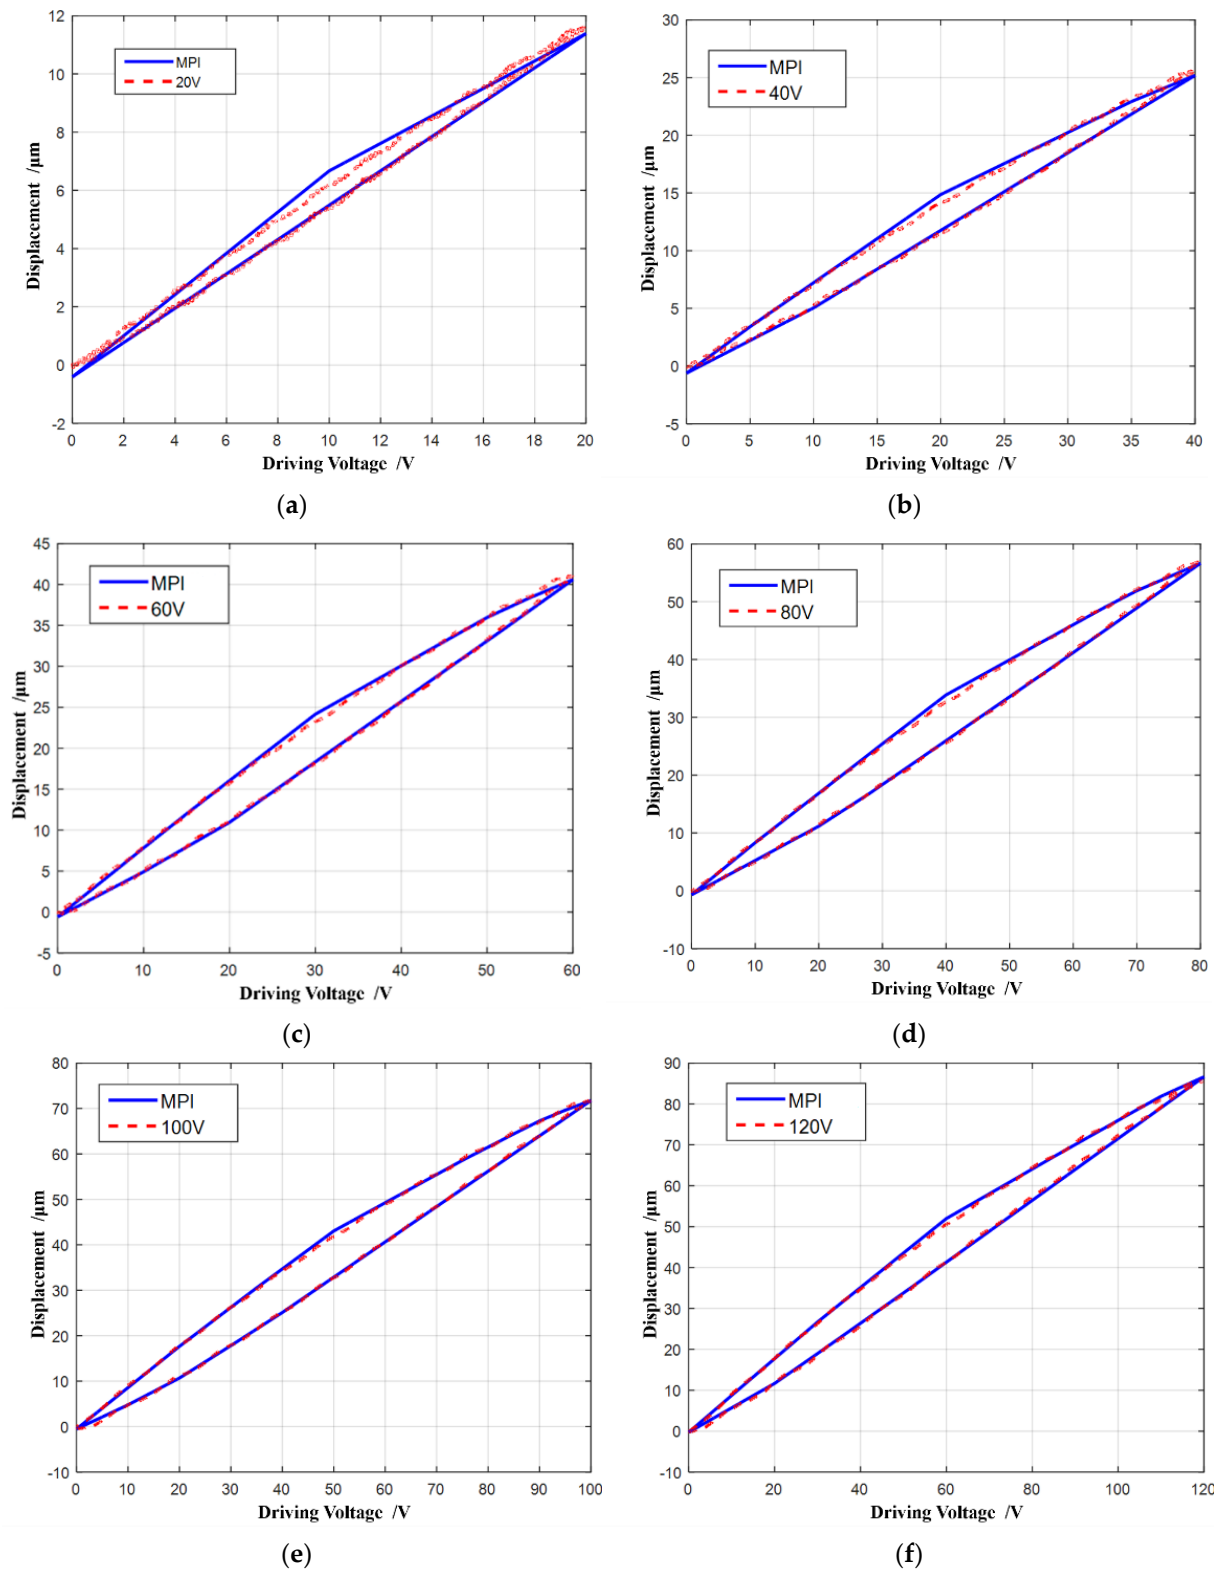 12
10
8
6
4
2
0
-2
Displacement /μm
MPI
20V
0 2 4 6 8 10 12 14 16 18 20
Driving Voltage /V
(a)
30
25
20
15
10
5
0
-5
Displacement /μm
MPI
40V
0 5 10 15 20 25 30 35 40
Driving Voltage /V
(b)
45
40
35
30
25
20
15
10
5
0
-5
Displacement /μm
MPI
60V
0 10 20 30 40 50 60
Driving Voltage /V
(c)
60
50
40
30
20
10
0
-10
Displacement /μm
MPI
80V
0 10 20 30 40 50 60 70 80
Driving Voltage /V
(d)
80
70
60
50
40
30
20
10
0
-10
Displacement /μm
MPI
100V
0 10 20 30 40 50 60 70 80 90 100
Driving Voltage /V
(e)
90
80
70
60
50
40
30
20
10
0
-10
Displacement /μm
MPI
120V
0 20 40 60 80 100 120
Driving Voltage /V
(f)